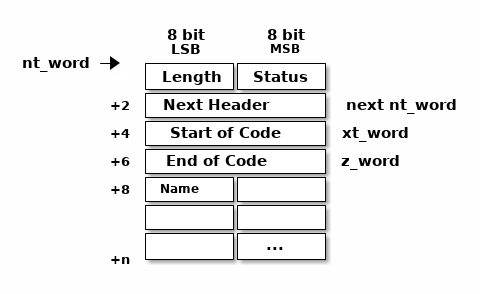 8 bit 8 bit
LSB MSB
nt_word
Length Status
+2 Next Header next nt_word
+4 Start of Code xt_word
+6 End of Code z_word
+8 Name
...
+n